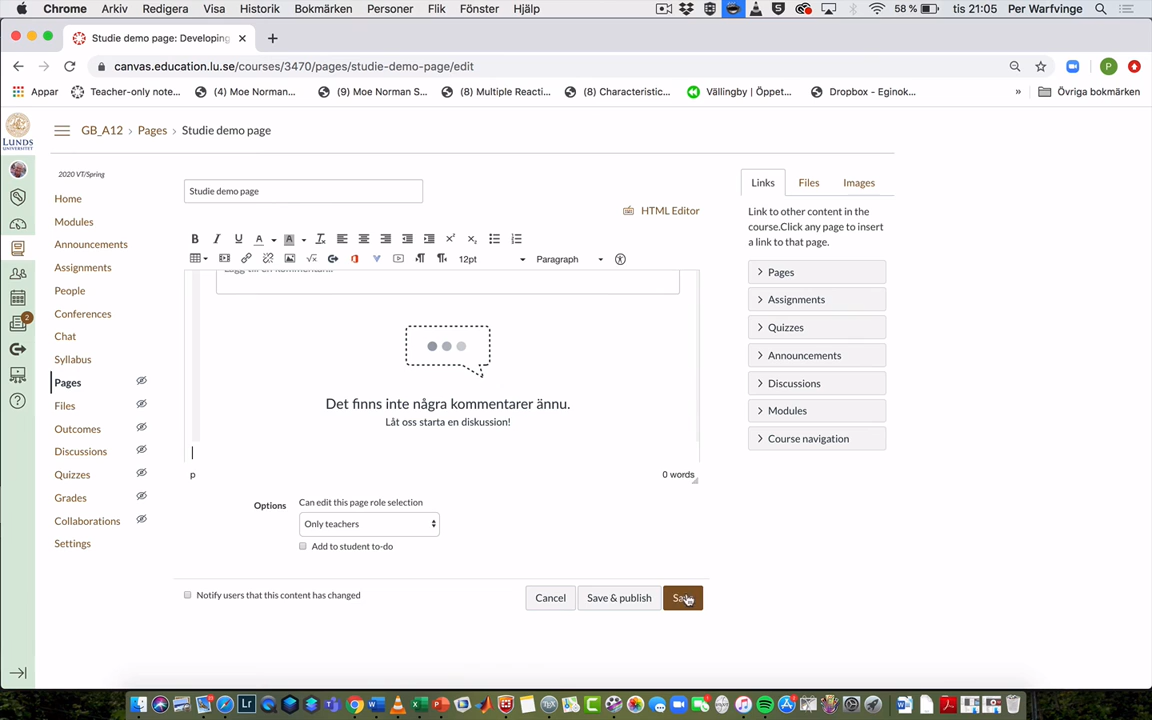 Chrome Arkiv Redigera Visa Historik Bokmärken Personer Flik Fönster Hjälp 58 % tis 21:05 Per Warfvinge
Studie demo page: Developing
canvas.education.lu.se/courses/3470/pages/studie-demo-page/edit P
Appar Teacher-only note... (4) Moe Norman... (9) Moe Norman S... (8) Multiple Reacti... (8) Characteristic... Vällingby | Öppet... Dropbox - Eginok... » Övriga bokmärken
LUNDS
UNIVERSITET
GB_A12 › Pages › Studie demo page
2020 VT/Spring
Home
Modules
Announcements
Assignments
People
Conferences
Chat
Syllabus
Pages
Files
Outcomes
Discussions
Quizzes
Grades
Collaborations
Settings
2
Studie demo page
HTML Editor
B I U A A
12pt Paragraph
Det finns inte några kommentarer ännu.
Låt oss starta en diskussion!
p 0 words
Options Can edit this page role selection
Only teachers
Add to student to-do
Notify users that this content has changed
Cancel Save & publish
Links Files Images
Link to other content in the
course.Click any page to insert
a link to that page.
Pages
Assignments
Quizzes
Announcements
Discussions
Modules
Course navigation